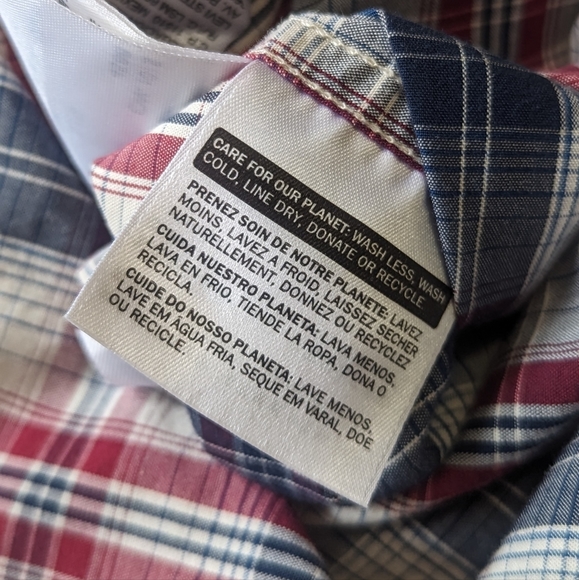 CARE FOR OUR PLANET: WASH LESS, WASH
COLD, LINE DRY, DONATE OR RECYCLE
PRENEZ SOIN DE NOTRE PLANETE: LAVEZ
MOINS, LAVEZ A FROID, LAISSEZ SECHER
NATURELLEMENT, DONNEZ OU RECYCLEZ
CUIDA NUESTRO PLANETA: LAVA MENOS,
LAVA EN FRIO, TIENDE LA ROPA, DONA O
RECICLA.
CUIDE DO NOSSO PLANETA: LAVE MENOS,
LAVE EM ÁGUA FRIA, SEQUE EM VARAL, DOE
OU RECICLE.